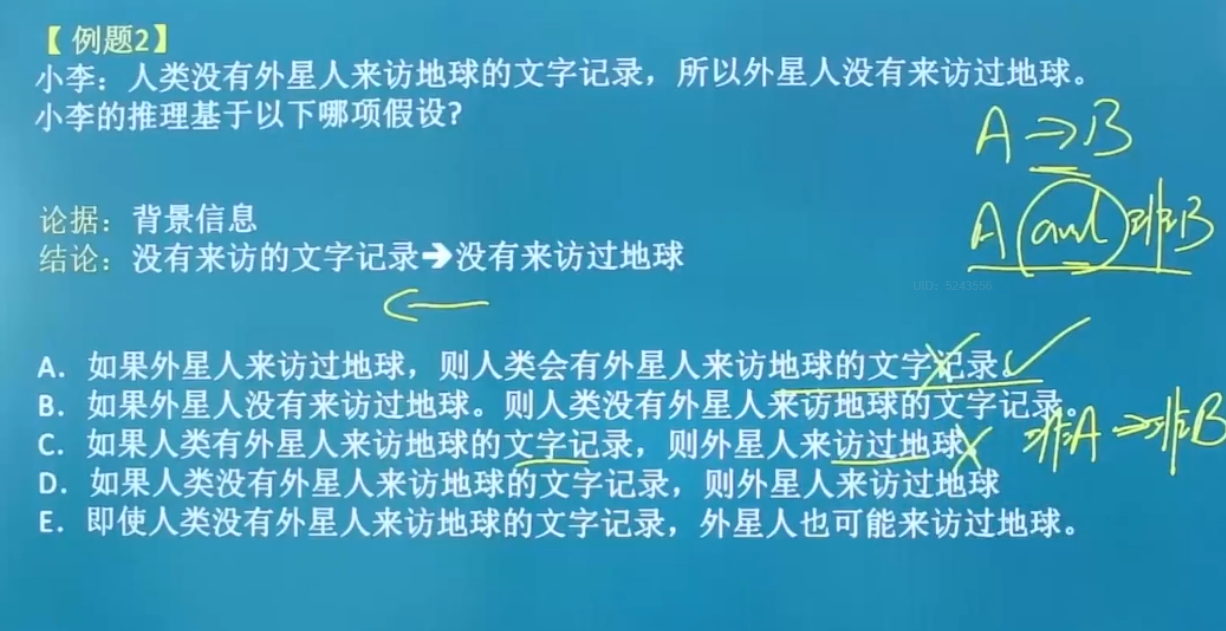 【 例题2】
小李：人类没有外星人来访地球的文字记录，所以外星人没有来访过地球。
小李的推理基于以下哪项假设?
A⇒B
论据：背景信息
A and 非B
结论：没有来访的文字记录➔没有来访过地球
UID: 5243556
A．如果外星人来访过地球，则人类会有外星人来访地球的文字记录。
B．如果外星人没有来访过地球。则人类没有外星人来访地球的文字记录。
C．如果人类有外星人来访地球的文字记录，则外星人来访过地球
非A⇒非B
D．如果人类没有外星人来访地球的文字记录，则外星人来访过地球
E．即使人类没有外星人来访地球的文字记录，外星人也可能来访过地球。